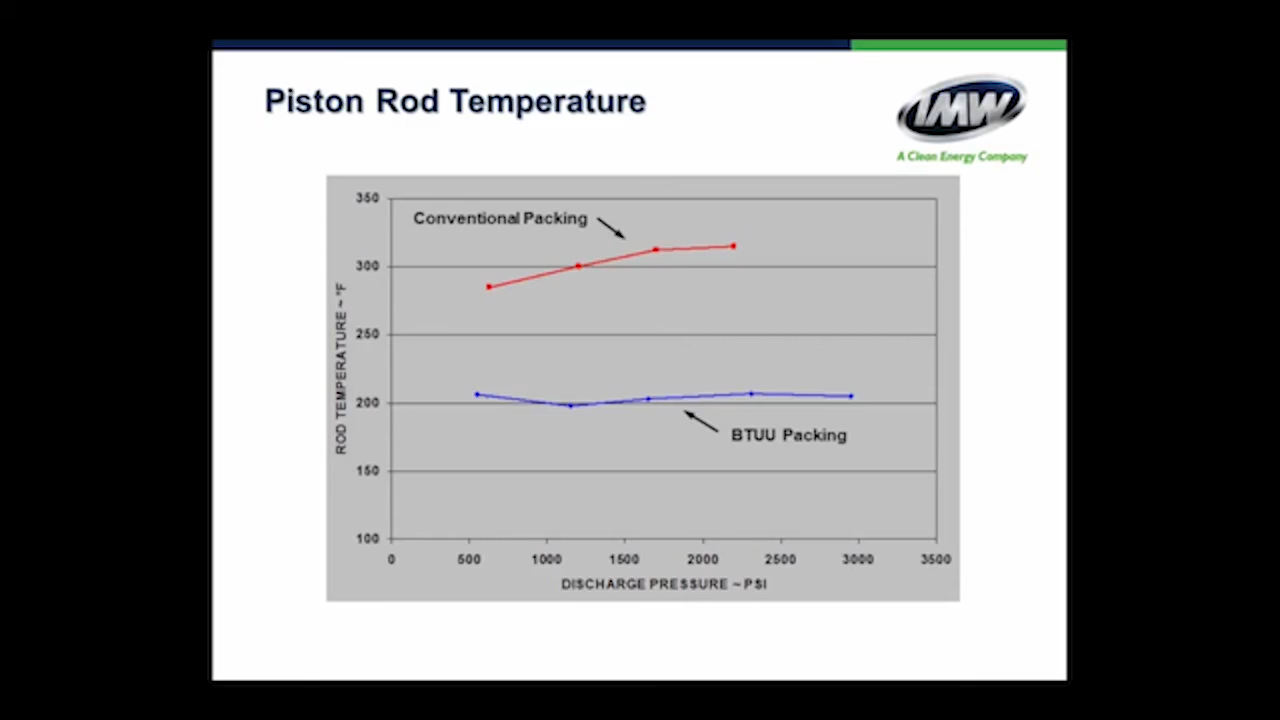 Piston Rod Temperature
IMW
A Clean Energy Company
350
Conventional Packing
300
250
200
BTUU Packing
150
100
ROD TEMPERATURE ~ °F
0 500 1000 1500 2000 2500 3000 3500
DISCHARGE PRESSURE ~ PSI